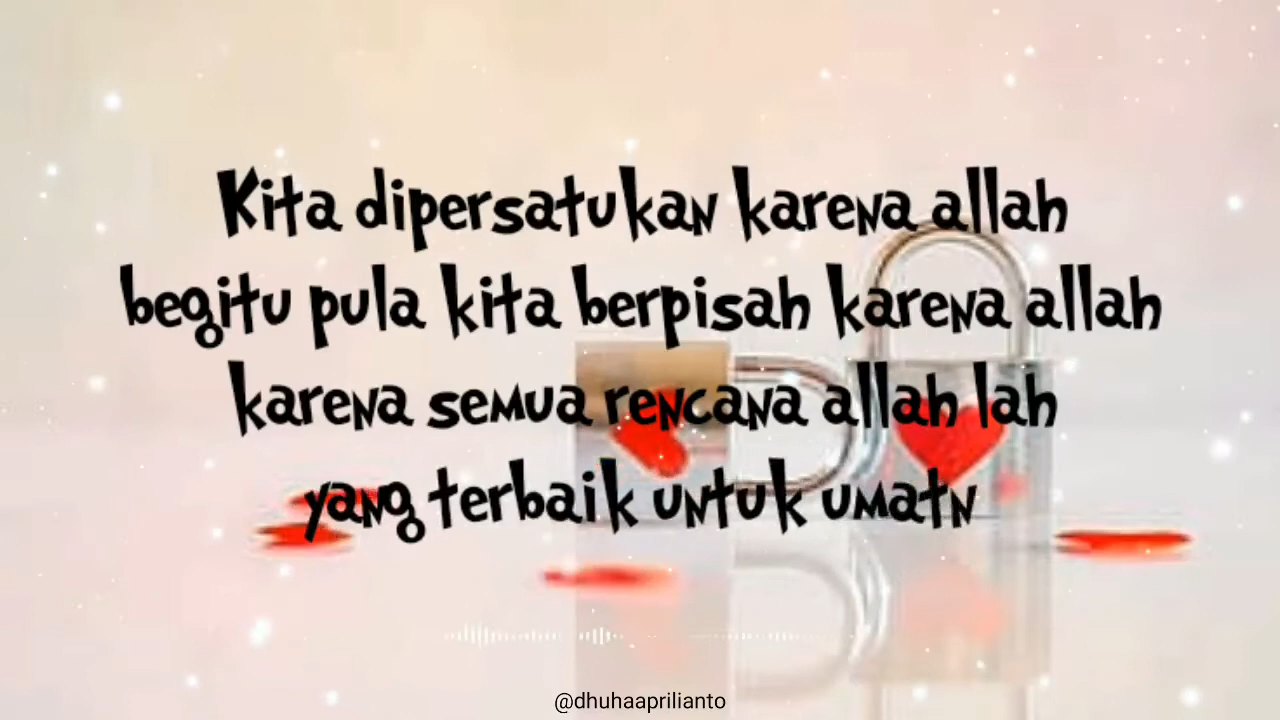 Kita dipersatukan karena allah
begitu pula kita berpisah karena allah
karena semua rencana allah lah
yang terbaik untuk umatn
@dhuhaaprilianto